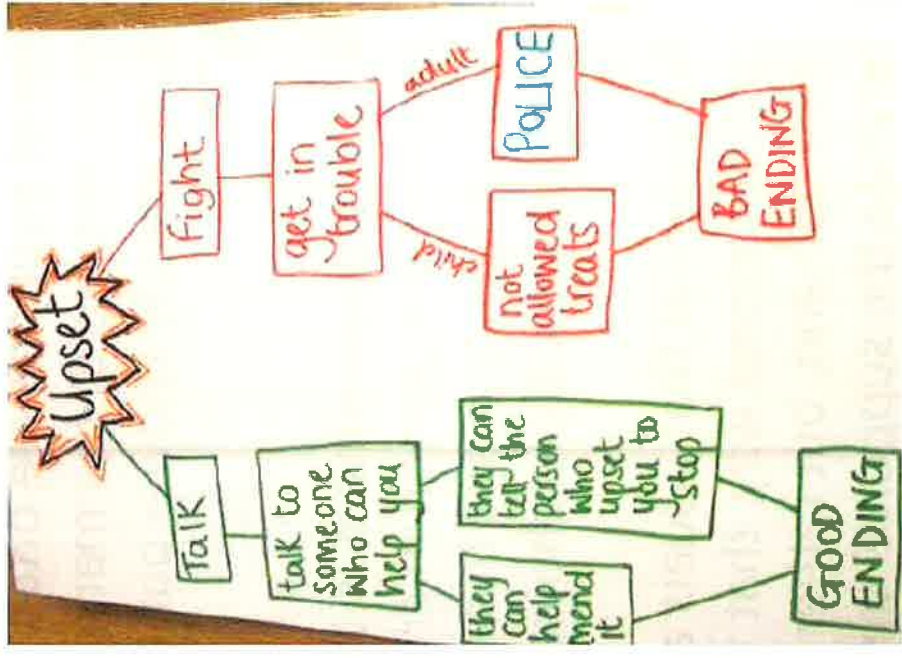 Upset
Talk
Fight
talk to
someone
who can
help you
get in
trouble
child
adult
they
can
help
mend
it
they can
tell the
person
who
upset
you to
stop
not
allowed
treats
POLICE
GOOD
ENDING
BAD
ENDING